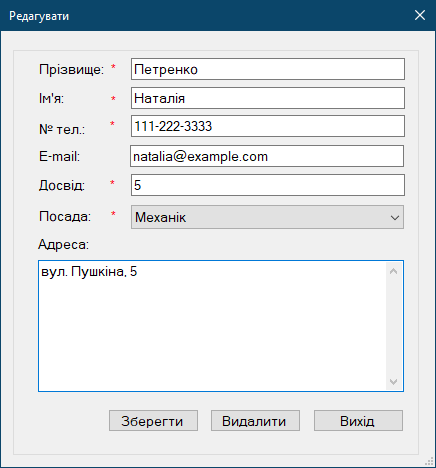 Редагувати
Прізвище: * Петренко
Ім'я: * Наталія
№ тел.: * 111-222-3333
E-mail: natalia@example.com
Досвід: * 5
Посада: * Механік
Адреса:
вул. Пушкіна, 5
Зберегти Видалити Вихід